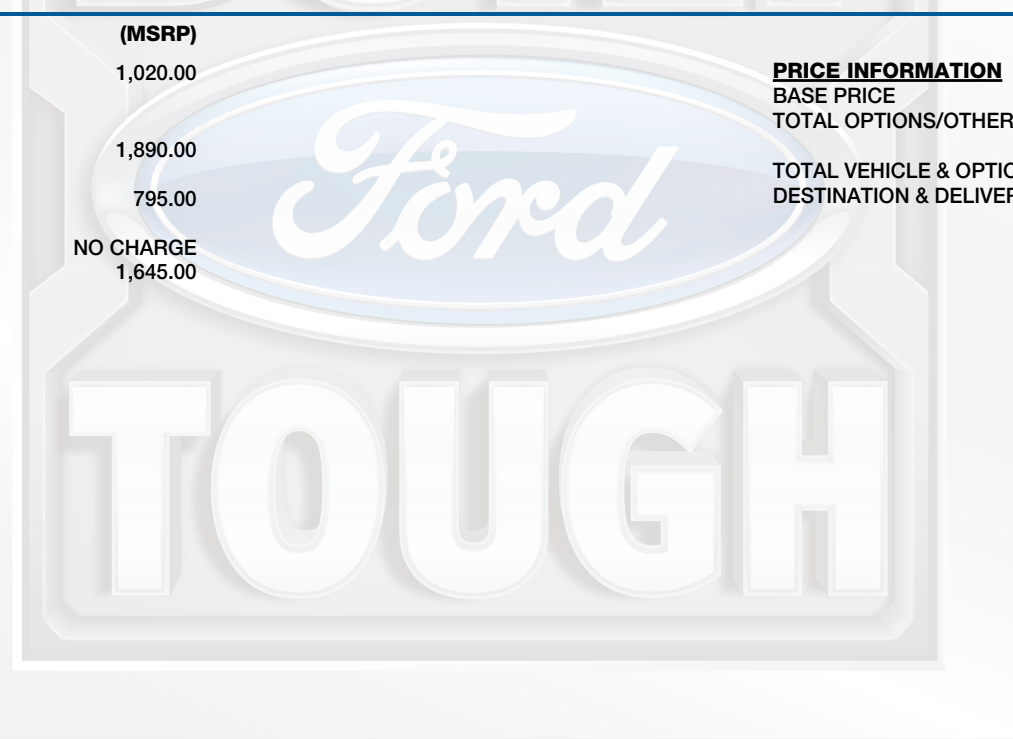 (MSRP)
1,020.00
1,890.00
795.00
NO CHARGE
1,645.00
PRICE INFORMATION
BASE PRICE
TOTAL OPTIONS/OTHER
TOTAL VEHICLE & OPTIO
DESTINATION & DELIVER
Ford
TOUGH